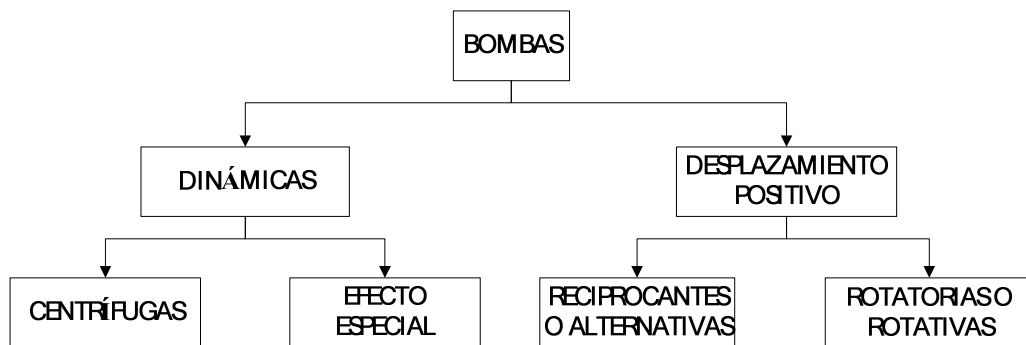 BOMBAS
DINÁMICAS
DESPLAZAMIENTO
POSITIVO
CENTRÍFUGAS
EFECTO
ESPECIAL
RECIPROCANTES
O ALTERNATIVAS
ROTATORIAS O
ROTATIVAS